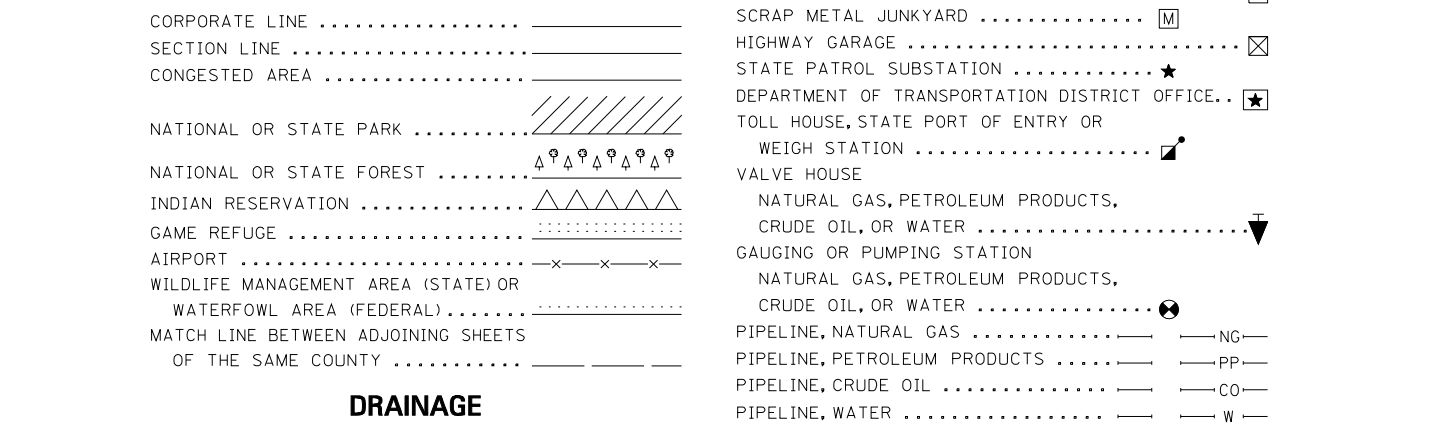 CORPORATE LINE
SECTION LINE
CONGESTED AREA
NATIONAL OR STATE PARK
NATIONAL OR STATE FOREST
INDIAN RESERVATION
GAME REFUGE
AIRPORT
WILDLIFE MANAGEMENT AREA (STATE) OR
WATERFOWL AREA (FEDERAL)
MATCH LINE BETWEEN ADJOINING SHEETS
OF THE SAME COUNTY
DRAINAGE
SCRAP METAL JUNKYARD M
HIGHWAY GARAGE
STATE PATROL SUBSTATION
DEPARTMENT OF TRANSPORTATION DISTRICT OFFICE
TOLL HOUSE, STATE PORT OF ENTRY OR
WEIGH STATION
VALVE HOUSE
NATURAL GAS, PETROLEUM PRODUCTS,
CRUDE OIL, OR WATER
GAUGING OR PUMPING STATION
NATURAL GAS, PETROLEUM PRODUCTS,
CRUDE OIL, OR WATER
PIPELINE, NATURAL GAS NG
PIPELINE, PETROLEUM PRODUCTS PP
PIPELINE, CRUDE OIL CO
PIPELINE, WATER W